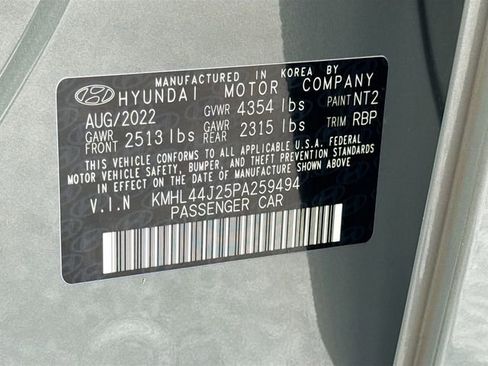 MANUFACTURED IN KOREA BY
HYUNDAI MOTOR COMPANY
AUG/2022 GVWR 4354 lbs PAINT NT2
GAWR FRONT 2513 lbs GAWR REAR 2315 lbs TRIM RBP
THIS VEHICLE CONFORMS TO ALL APPLICABLE U.S.A. FEDERAL
MOTOR VEHICLE SAFETY, BUMPER, AND THEFT PREVENTION
STANDARDS IN EFFECT ON THE DATE OF MANUFACTURE SHOWN ABOVE.
V.I.N KMHL44J25PA259494
PASSENGER CAR